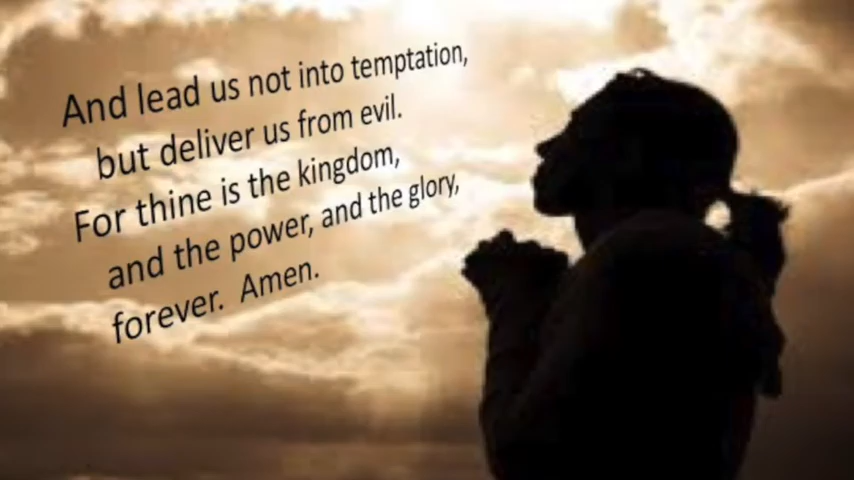 And lead us not into temptation,
but deliver us from evil.
For thine is the kingdom,
and the power, and the glory,
forever. Amen.